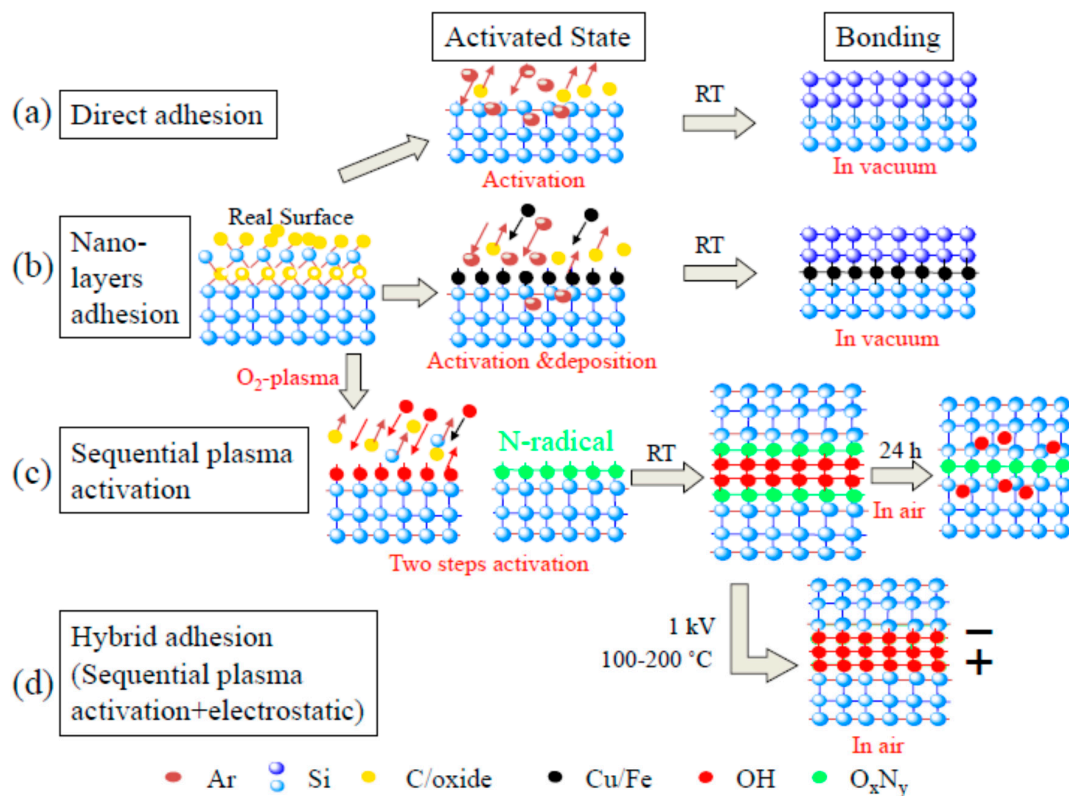 Activated State
Bonding
(a)
Direct adhesion
RT
Activation
In vacuum
Real Surface
(b)
Nano-
layers
adhesion
RT
Activation &deposition
In vacuum
O₂-plasma
(c)
Sequential plasma
activation
N-radical
RT
24 h
In air
Two steps activation
(d)
Hybrid adhesion
(Sequential plasma
activation+electrostatic)
1 kV
100-200 °C
−
+
In air
Ar
Si
C/oxide
Cu/Fe
OH
OₓNᵧ